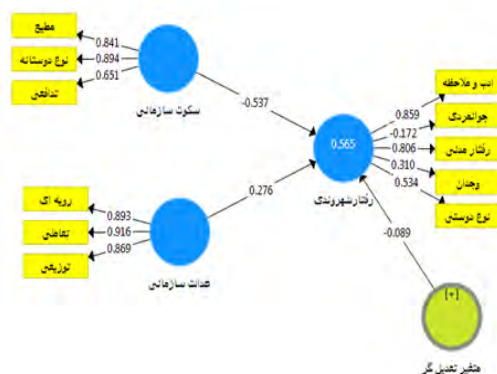 مطیع
نوع دوستانه
تدافعی
0.841
0.894
0.651
سکوت سازمانی
-0.537
ادب و ملاحظه
جوانمردی
رفتار مدنی
وجدان
نوع دوستی
0.859
-0.172
0.806
0.310
0.534
0.565
رفتار شهروندی
0.276
رویه ای
تعاملی
توزیعی
0.893
0.916
0.869
عدالت سازمانی
-0.089
[+]
متغیر تعدیل گر